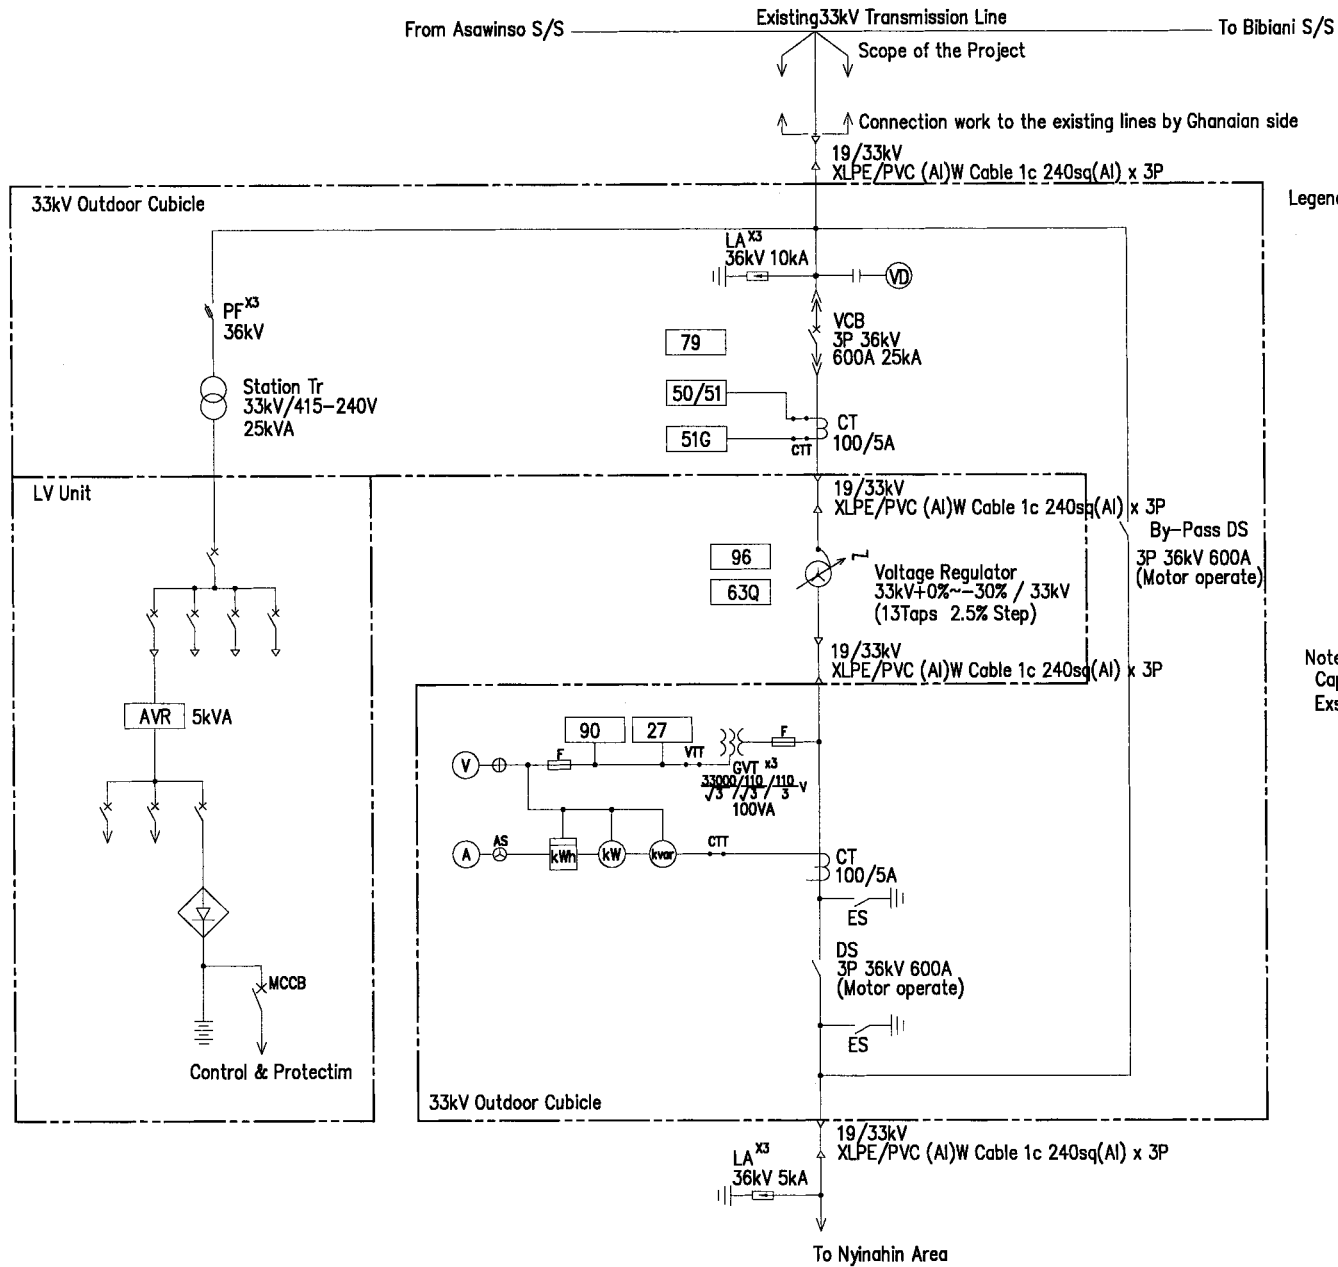 Existing33kV Transmission Line
From Asawinso S/S
To Bibiani S/S
Scope of the Project
Connection work to the existing lines by Ghanaian side
19/33kV
XLPE/PVC (Al)W Cable 1c 240sq(Al) x 3P
33kV Outdoor Cubicle
Legend
LA X3
36kV 10kA
VD
PF X3
36kV
VCB
3P 36kV
600A 25kA
79
Station Tr
33kV/415-240V
25kVA
50/51
51G
CTT
CT
100/5A
LV Unit
19/33kV
XLPE/PVC (Al)W Cable 1c 240sq(Al) x 3P
By-Pass DS
3P 36kV 600A
(Motor operate)
96
63Q
Voltage Regulator
33kV+0%~-30% / 33kV
(13Taps 2.5% Step)
19/33kV
XLPE/PVC (Al)W Cable 1c 240sq(Al) x 3P
Note
Cap
Exs
AVR 5kVA
90
27
F
V
F
VTT
GVT x3
33000/√3 / 110/√3 / 110/3 V
100VA
A
AS
kWh
kW
kvar
CTT
CT
100/5A
ES
DS
3P 36kV 600A
(Motor operate)
MCCB
ES
Control & Protectim
33kV Outdoor Cubicle
19/33kV
XLPE/PVC (Al)W Cable 1c 240sq(Al) x 3P
LA X3
36kV 5kA
To Nyinahin Area